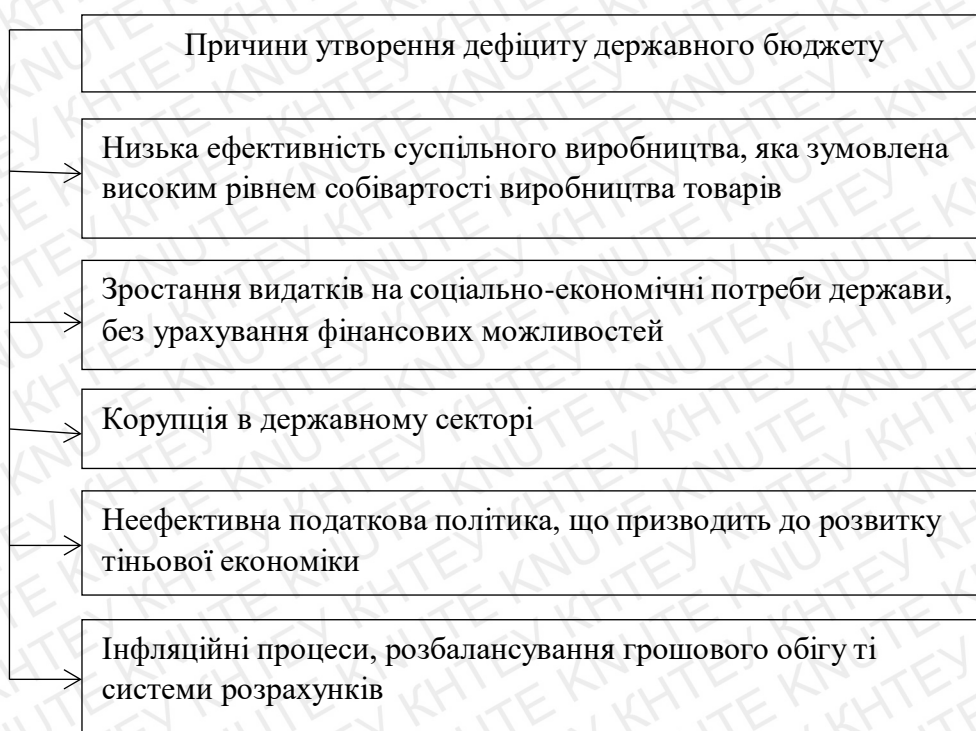 Причини утворення дефіциту державного бюджету
Низька ефективність суспільного виробництва, яка зумовлена
високим рівнем собівартості виробництва товарів
Зростання видатків на соціально-економічні потреби держави,
без урахування фінансових можливостей
Корупція в державному секторі
Неефективна податкова політика, що призводить до розвитку
тіньової економіки
Інфляційні процеси, розбалансування грошового обігу ті
системи розрахунків